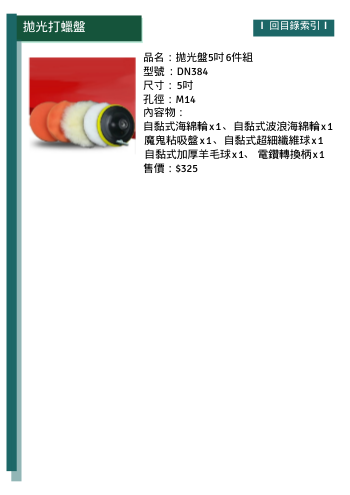 拋光打蠟盤
I 回目錄索引 I
品名：拋光盤5吋6件組
型號：DN384
尺寸：5吋
孔徑：M14
內容物：
自黏式海綿輪x1、自黏式波浪海綿輪x1
魔鬼粘吸盤x1、自黏式超細纖維球x1
自黏式加厚羊毛球x1、電鑽轉換柄x1
售價：$325